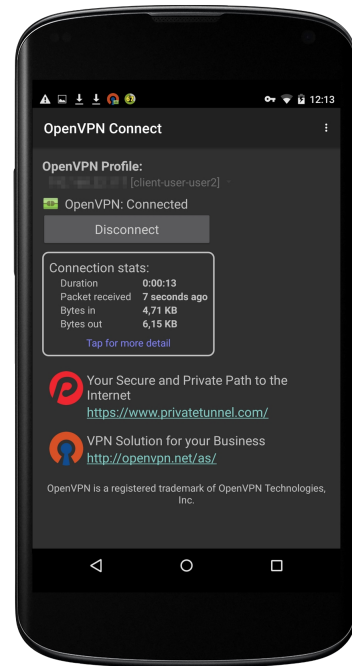 12:13
OpenVPN Connect
OpenVPN Profile:
[client-user-user2]
OpenVPN: Connected
Disconnect
Connection stats:
Duration 0:00:13
Packet received 7 seconds ago
Bytes in 4,71 KB
Bytes out 6,15 KB
Tap for more detail
Your Secure and Private Path to the
Internet
https://www.privatetunnel.com/
VPN Solution for your Business
http://openvpn.net/as/
OpenVPN is a registered trademark of OpenVPN Technologies,
Inc.